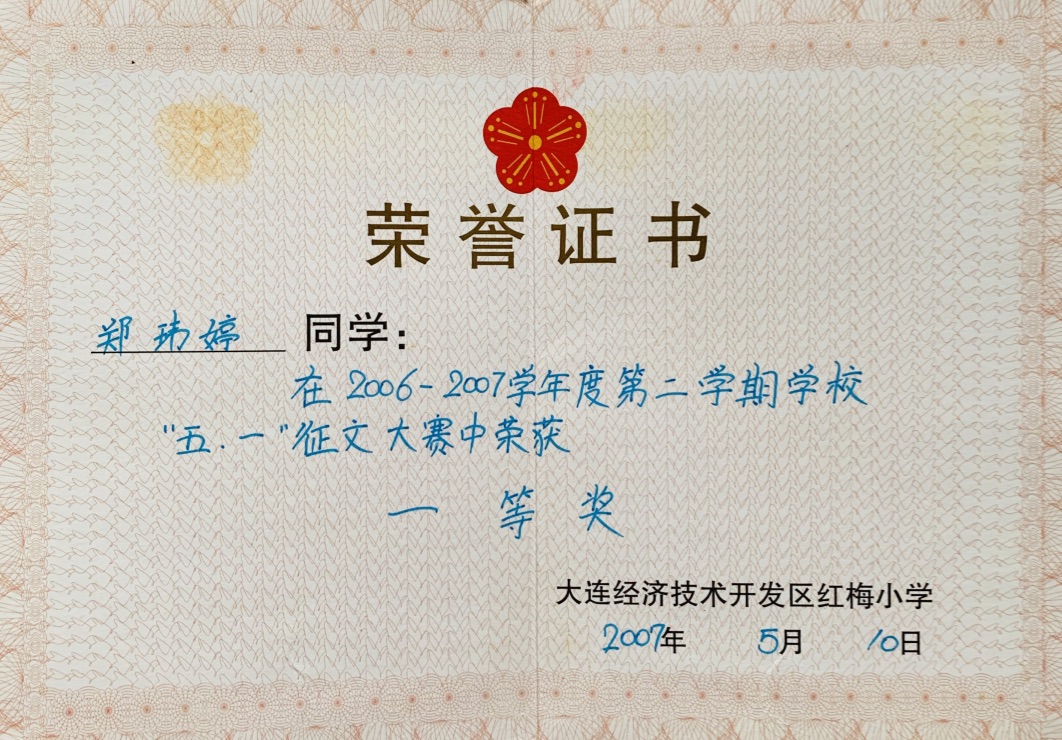 荣誉证书
郑玮婷 同学：
在2006-2007学年度第二学期学校
"五.一"征文大赛中荣获
一等奖
大连经济技术开发区红梅小学
2007年 5月 10日